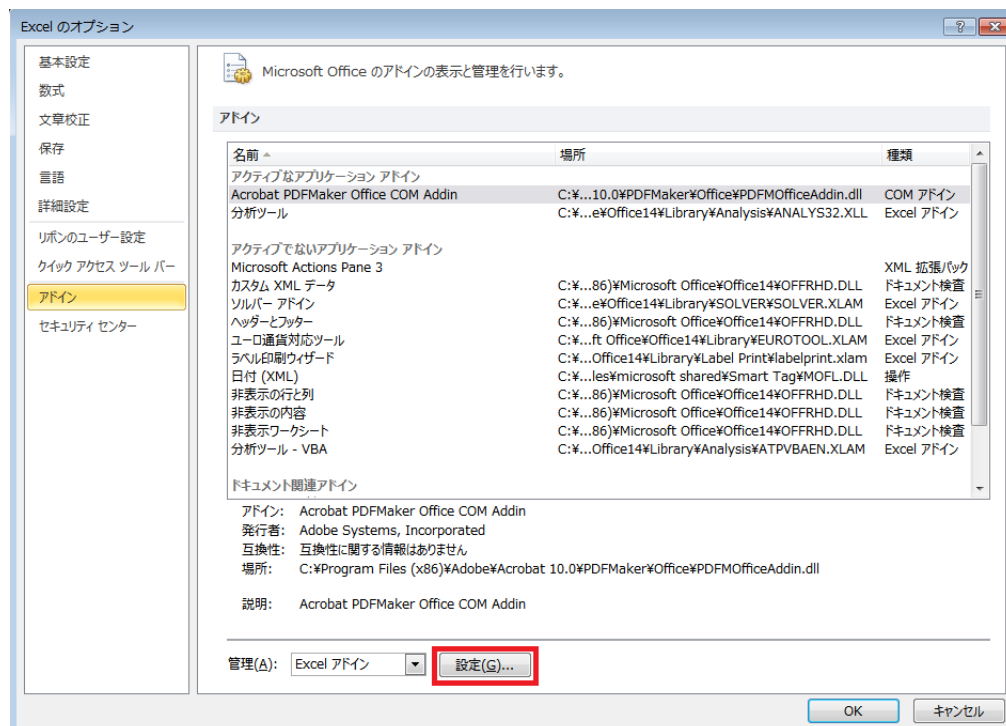 Excel のオプション
基本設定
数式
文章校正
保存
言語
詳細設定
リボンのユーザー設定
クイック アクセス ツール バー
アドイン
セキュリティ センター
Microsoft Office のアドインの表示と管理を行います。
アドイン
名前 場所 種類
アクティブなアプリケーション アドイン
Acrobat PDFMaker Office COM Addin C:¥...10.0¥PDFMaker¥Office¥PDFMOfficeAddin.dll COM アドイン
分析ツール C:¥...e¥Office14¥Library¥Analysis¥ANALYS32.XLL Excel アドイン
アクティブでないアプリケーション アドイン
Microsoft Actions Pane 3 XML 拡張パック
カスタム XML データ C:¥...86)¥Microsoft Office¥Office14¥OFFRHD.DLL ドキュメント検査
ソルバー アドイン C:¥...e¥Office14¥Library¥SOLVER¥SOLVER.XLAM Excel アドイン
ヘッダーとフッター C:¥...86)¥Microsoft Office¥Office14¥OFFRHD.DLL ドキュメント検査
ユーロ通貨対応ツール C:¥...ft Office¥Office14¥Library¥EUROTOOL.XLAM Excel アドイン
ラベル印刷ウィザード C:¥...Office14¥Library¥Label Print¥labelprint.xlam Excel アドイン
日付 (XML) C:¥...les¥microsoft shared¥Smart Tag¥MOFL.DLL 操作
非表示の行と列 C:¥...86)¥Microsoft Office¥Office14¥OFFRHD.DLL ドキュメント検査
非表示の内容 C:¥...86)¥Microsoft Office¥Office14¥OFFRHD.DLL ドキュメント検査
非表示ワークシート C:¥...86)¥Microsoft Office¥Office14¥OFFRHD.DLL ドキュメント検査
分析ツール - VBA C:¥...Office14¥Library¥Analysis¥ATPVBAEN.XLAM Excel アドイン
ドキュメント関連アドイン
アドイン: Acrobat PDFMaker Office COM Addin
発行者: Adobe Systems, Incorporated
互換性: 互換性に関する情報はありません
場所: C:¥Program Files (x86)¥Adobe¥Acrobat 10.0¥PDFMaker¥Office¥PDFMOfficeAddin.dll
説明: Acrobat PDFMaker Office COM Addin
管理(A): Excel アドイン 設定(G)...
OK キャンセル